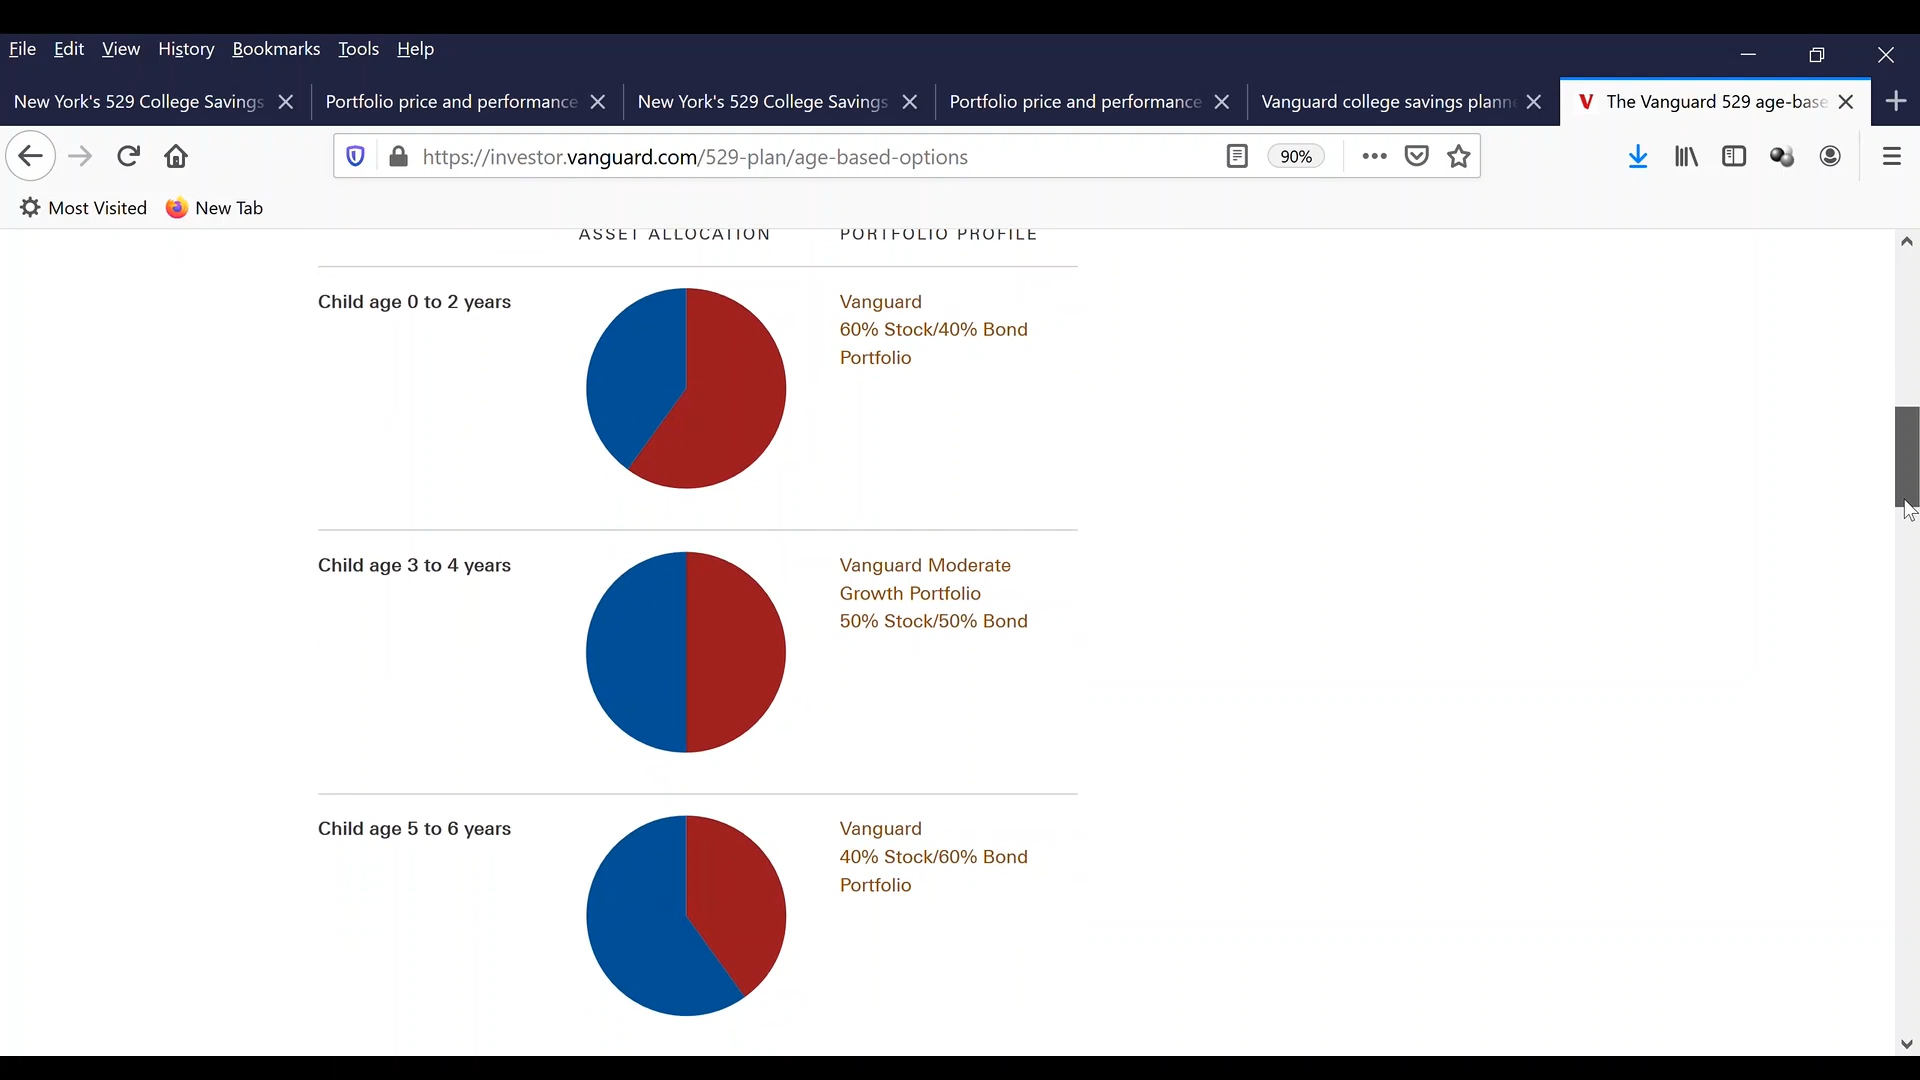 File Edit View History Bookmarks Tools Help
New York's 529 College Savings
Portfolio price and performance
New York's 529 College Savings
Portfolio price and performance
Vanguard college savings plann
The Vanguard 529 age-base
https://investor.vanguard.com/529-plan/age-based-options
90%
Most Visited New Tab
ASSET ALLOCATION PORTFOLIO PROFILE
Child age 0 to 2 years
Vanguard
60% Stock/40% Bond
Portfolio
Child age 3 to 4 years
Vanguard Moderate
Growth Portfolio
50% Stock/50% Bond
Child age 5 to 6 years
Vanguard
40% Stock/60% Bond
Portfolio